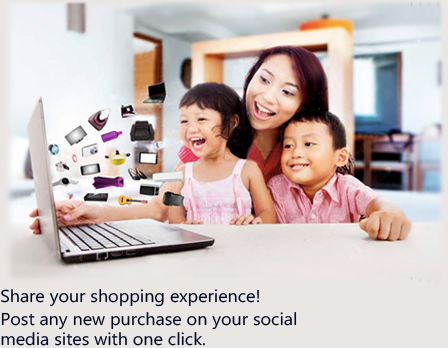 Share your shopping experience!
Post any new purchase on your social
media sites with one click.